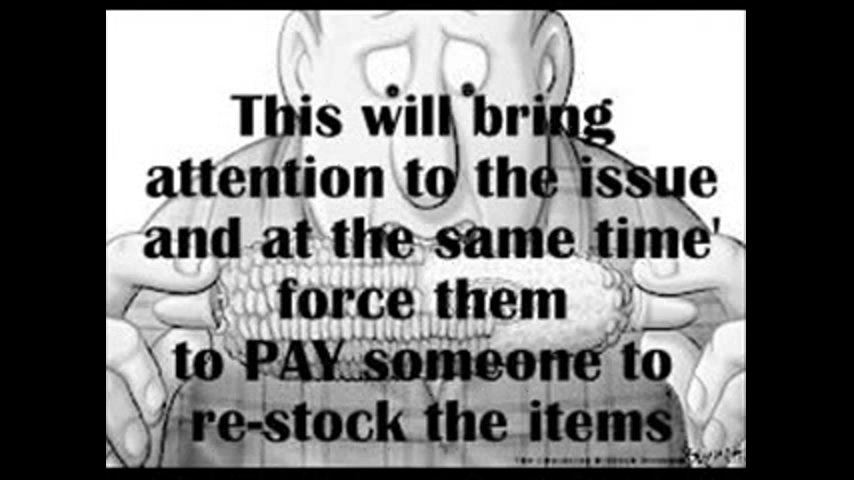 This will bring
attention to the issue
and at the same time'
force them
to PAY someone to
re-stock the items